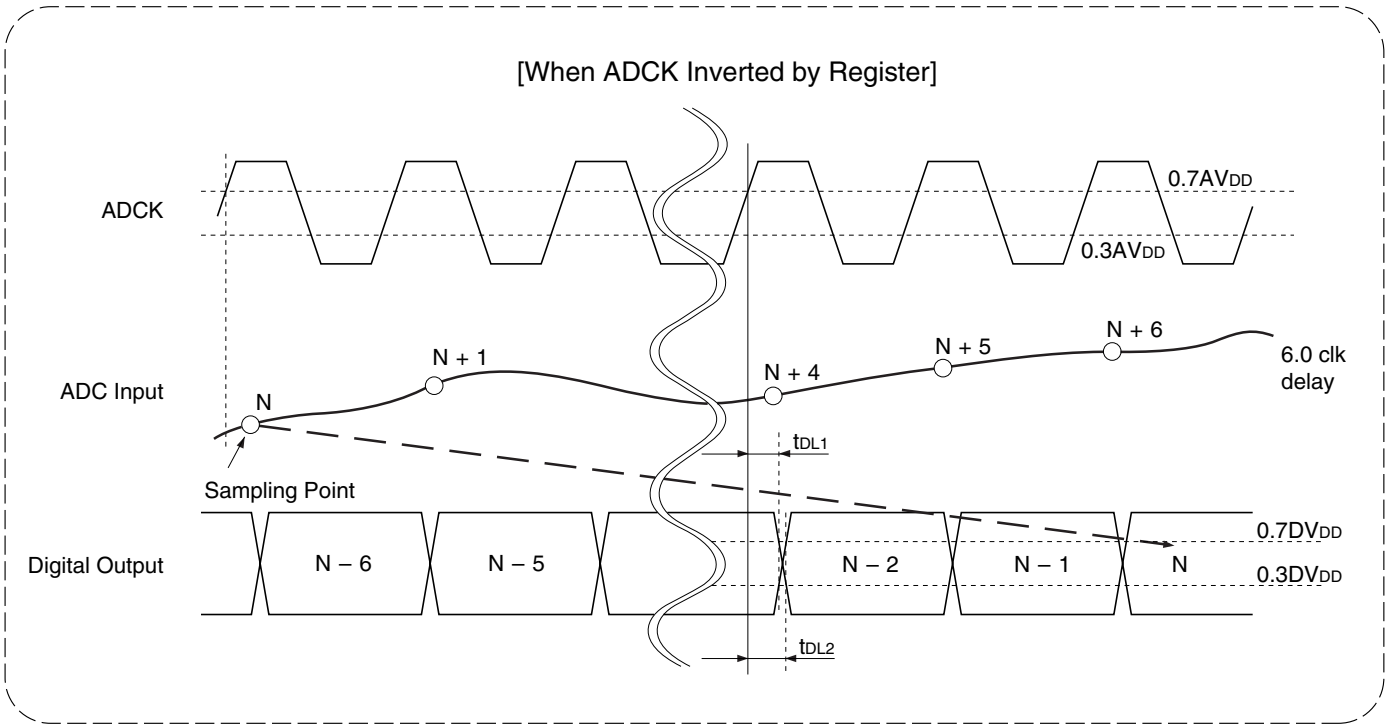 [When ADCK Inverted by Register]
ADCK
0.7AVDD
0.3AVDD
ADC Input
N
N + 1
N + 4
N + 5
N + 6
6.0 clk
delay
Sampling Point
tDL1
Digital Output
N – 6
N – 5
N – 2
N – 1
N
0.7DVDD
0.3DVDD
tDL2